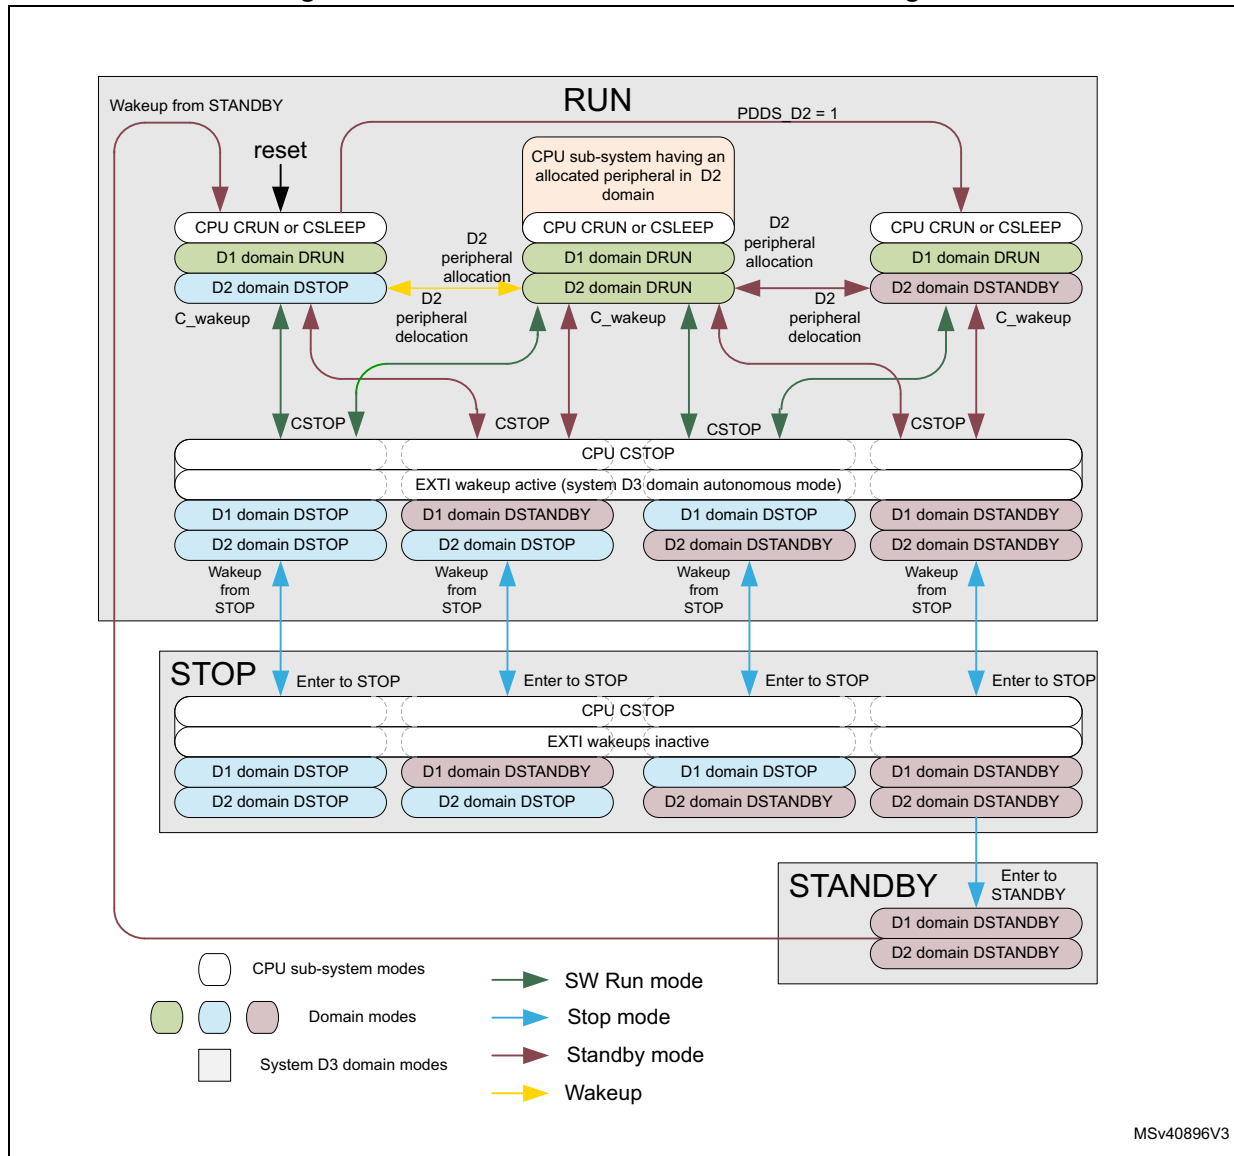 RUN
Wakeup from STANDBY
PDDS_D2 = 1
reset
CPU sub-system having an
allocated peripheral in D2
domain
CPU CRUN or CSLEEP
D1 domain DRUN
D2 domain DSTOP
C_wakeup
D2
peripheral
allocation
D2
peripheral
delocation
CPU CRUN or CSLEEP
D1 domain DRUN
D2 domain DRUN
C_wakeup
D2
peripheral
allocation
D2
peripheral
delocation
CPU CRUN or CSLEEP
D1 domain DRUN
D2 domain DSTANDBY
C_wakeup
CSTOP
CSTOP
CSTOP
CSTOP
CPU CSTOP
EXTI wakeup active (system D3 domain autonomous mode)
D1 domain DSTOP
D1 domain DSTANDBY
D1 domain DSTOP
D1 domain DSTANDBY
D2 domain DSTOP
D2 domain DSTOP
D2 domain DSTANDBY
D2 domain DSTANDBY
Wakeup
from
STOP
Wakeup
from
STOP
Wakeup
from
STOP
Wakeup
from
STOP
STOP
Enter to STOP
Enter to STOP
Enter to STOP
Enter to STOP
CPU CSTOP
EXTI wakeups inactive
D1 domain DSTOP
D1 domain DSTANDBY
D1 domain DSTOP
D1 domain DSTANDBY
D2 domain DSTOP
D2 domain DSTOP
D2 domain DSTANDBY
D2 domain DSTANDBY
STANDBY
Enter to
STANDBY
D1 domain DSTANDBY
D2 domain DSTANDBY
CPU sub-system modes
Domain modes
System D3 domain modes
SW Run mode
Stop mode
Standby mode
Wakeup
MSv40896V3